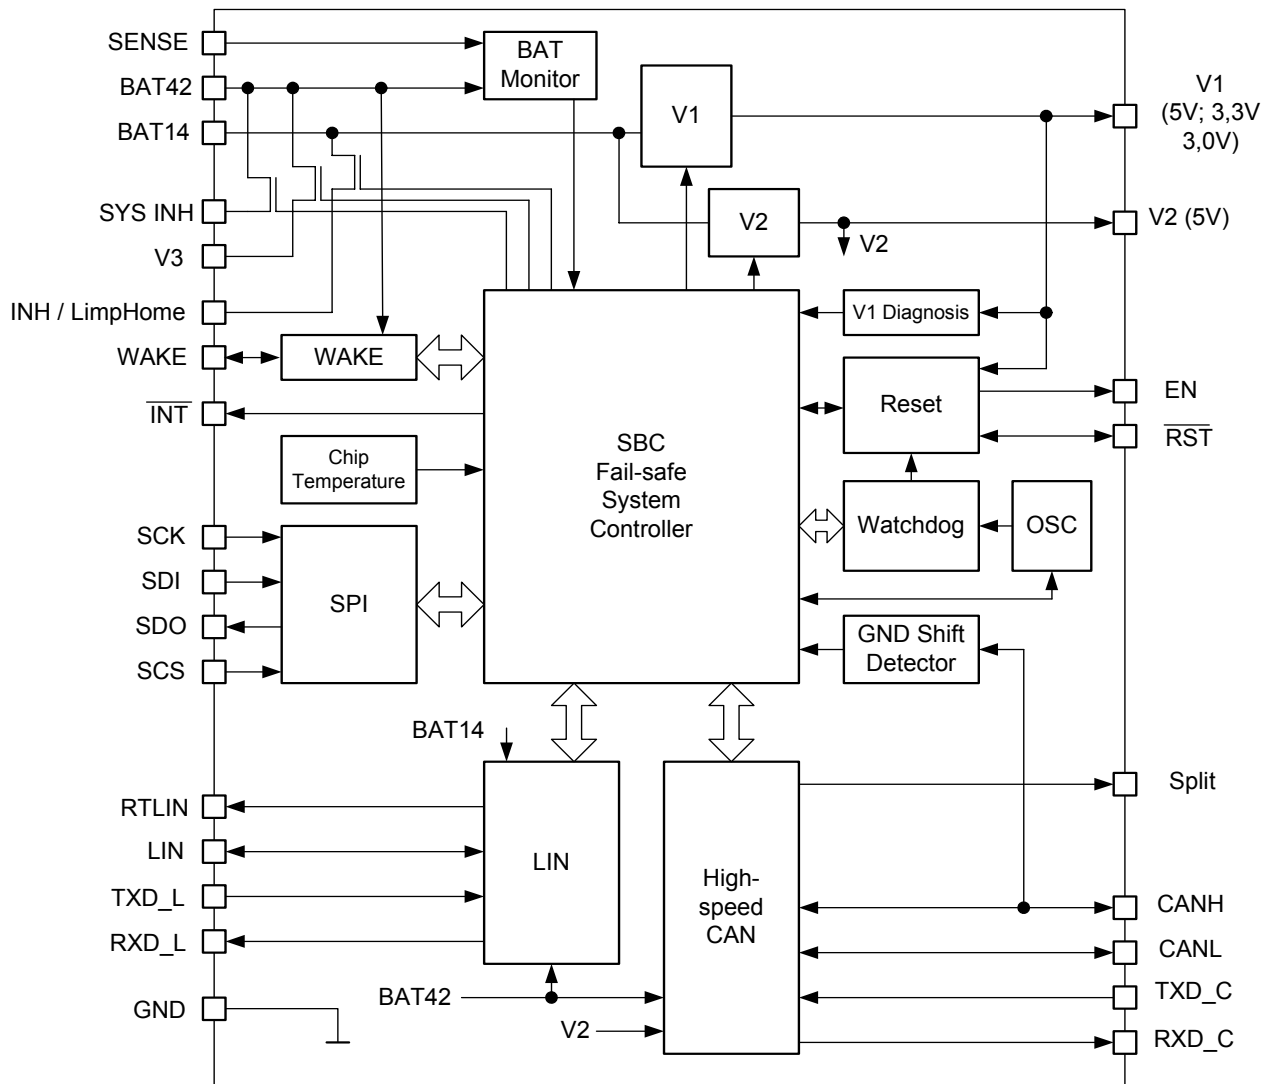 SENSE
BAT42
BAT14
SYS INH
V3
INH / LimpHome
WAKE
INT
SCK
SDI
SDO
SCS
RTLIN
LIN
TXD_L
RXD_L
GND
BAT
Monitor
V1
V2
V2
WAKE
Chip
Temperature
SPI
SBC
Fail-safe
System
Controller
V1 Diagnosis
Reset
Watchdog
OSC
GND Shift
Detector
BAT14
LIN
High-
speed
CAN
BAT42
V2
V1
(5V; 3,3V
3,0V)
V2 (5V)
EN
RST
Split
CANH
CANL
TXD_C
RXD_C